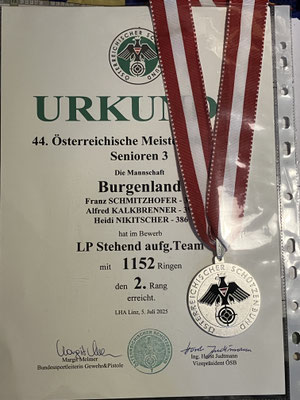 ÖSTERREICHISCHER SCHÜTZENBUND
URKUND
44. Österreichische Meiste
Senioren 3
Die Mannschaft
Burgenland
Franz SCHMITZHOFER -
Alfred KALKBRENNER -
Heidi NIKITSCHER - 386
hat im Bewerb
LP Stehend aufg.Team
mit 1152 Ringen
den 2. Rang
erreicht.
LHA Linz, 5. Juli 2025
ÖSTERREICHISCHER SCHÜTZENBUND
Margit Melmer
Bundessportleiterin Gewehr&Pistole
Ing. Horst Judtmann
Vizepräsident ÖSB